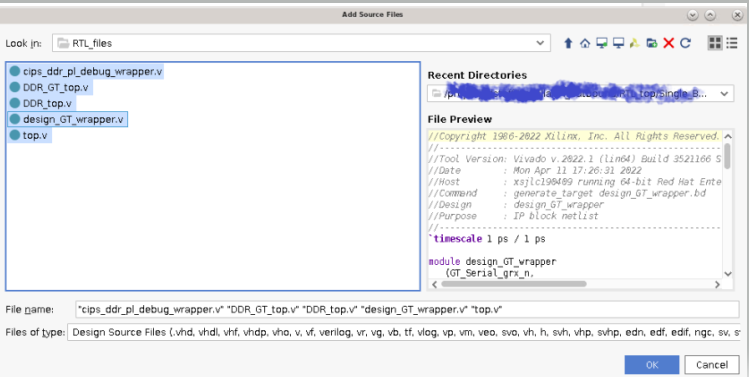 Add Source Files
Look in: RTL_files
cips_ddr_pl_debug_wrapper.v
DDR_GT_top.v
DDR_top.v
design_GT_wrapper.v
top.v
Recent Directories
File Preview
//Copyright 1986-2022 Xilinx, Inc. All Rights Reserved.
//--------------------------------------------------------
//Tool Version: Vivado v.2022.1 (lin64) Build 3521166 S
//Date : Mon Apr 11 17:26:31 2022
//Host : xsjlc190409 running 64-bit Red Hat Ente
//Command : generate_target design_GT_wrapper.bd
//Design : design_GT_wrapper
//Purpose : IP block netlist
//--------------------------------------------------------
`timescale 1 ps / 1 ps
module design_GT_wrapper
(GT_Serial_grx_n,
File name: "cips_ddr_pl_debug_wrapper.v" "DDR_GT_top.v" "DDR_top.v" "design_GT_wrapper.v" "top.v"
Files of type: Design Source Files (.vhd, vhdl, vhf, vhdp, vho, v, vf, verilog, vr, vg, vb, tf, vlog, vp, vm, veo, svo, vh, h, svh, vhp, svhp, edn, edf, edif, ngc, sv, s
OK Cancel